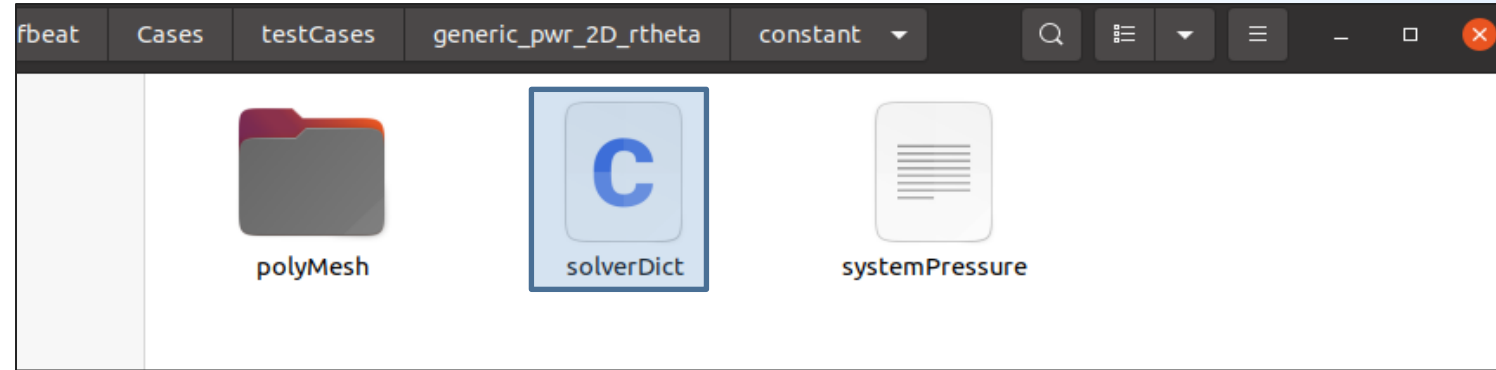 fbeat Cases testCases generic_pwr_2D_rtheta constant
C
polyMesh solverDict systemPressure